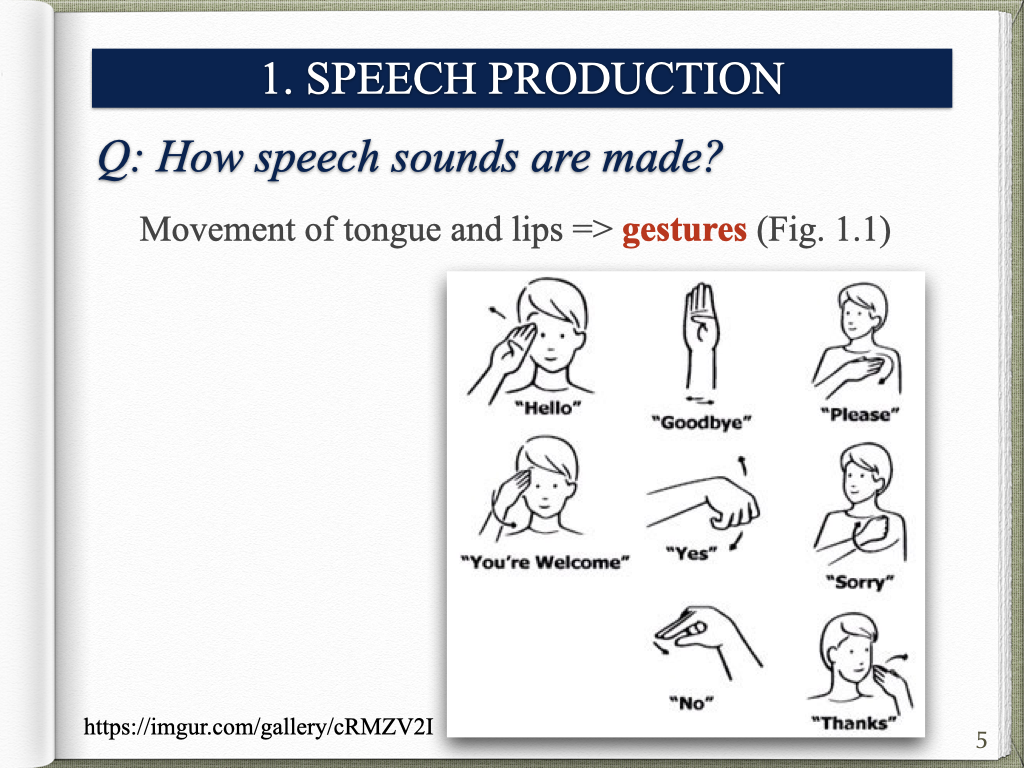 1. SPEECH PRODUCTION
Q: How speech sounds are made?
Movement of tongue and lips => gestures (Fig. 1.1)
"Hello"
"Goodbye"
"Please"
"You're Welcome"
"Yes"
"Sorry"
"No"
"Thanks"
https://imgur.com/gallery/cRMZV2I
5